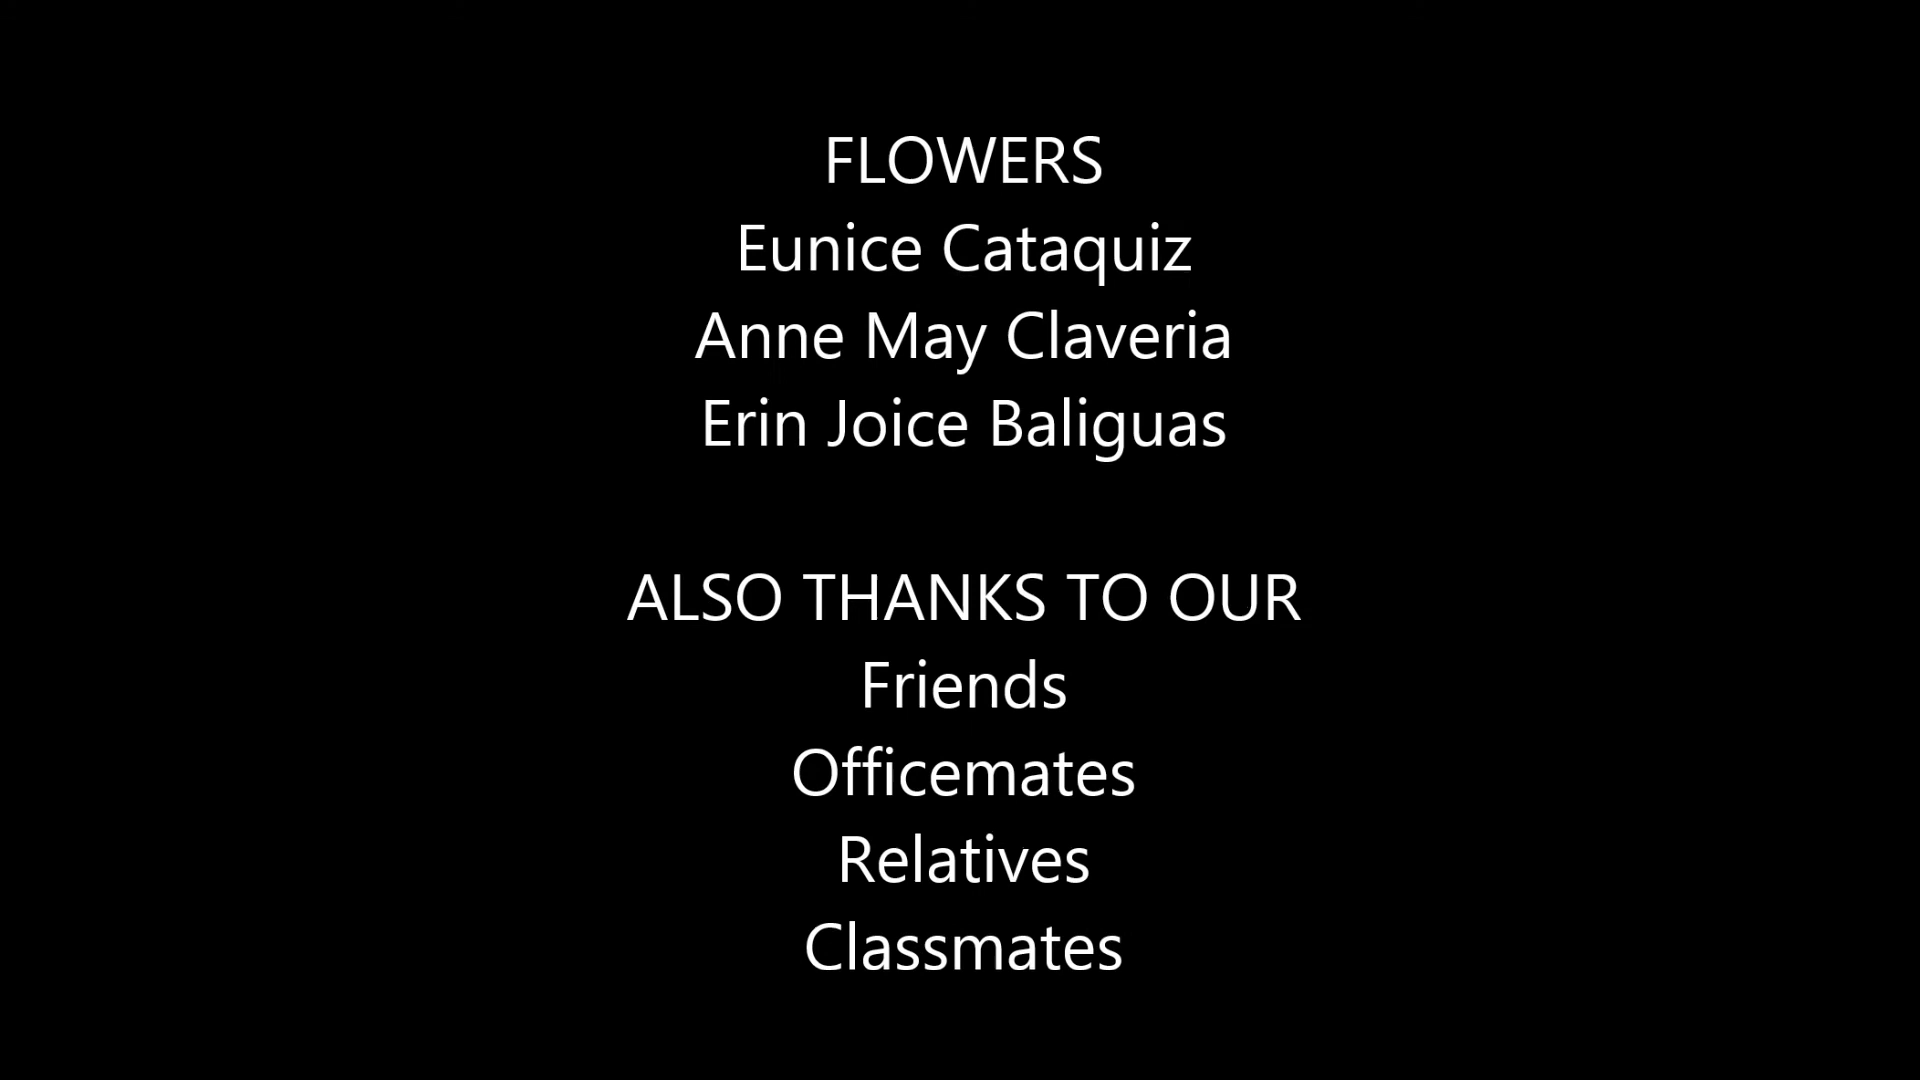 FLOWERS
Eunice Cataquiz
Anne May Claveria
Erin Joice Baliguas
ALSO THANKS TO OUR
Friends
Officemates
Relatives
Classmates